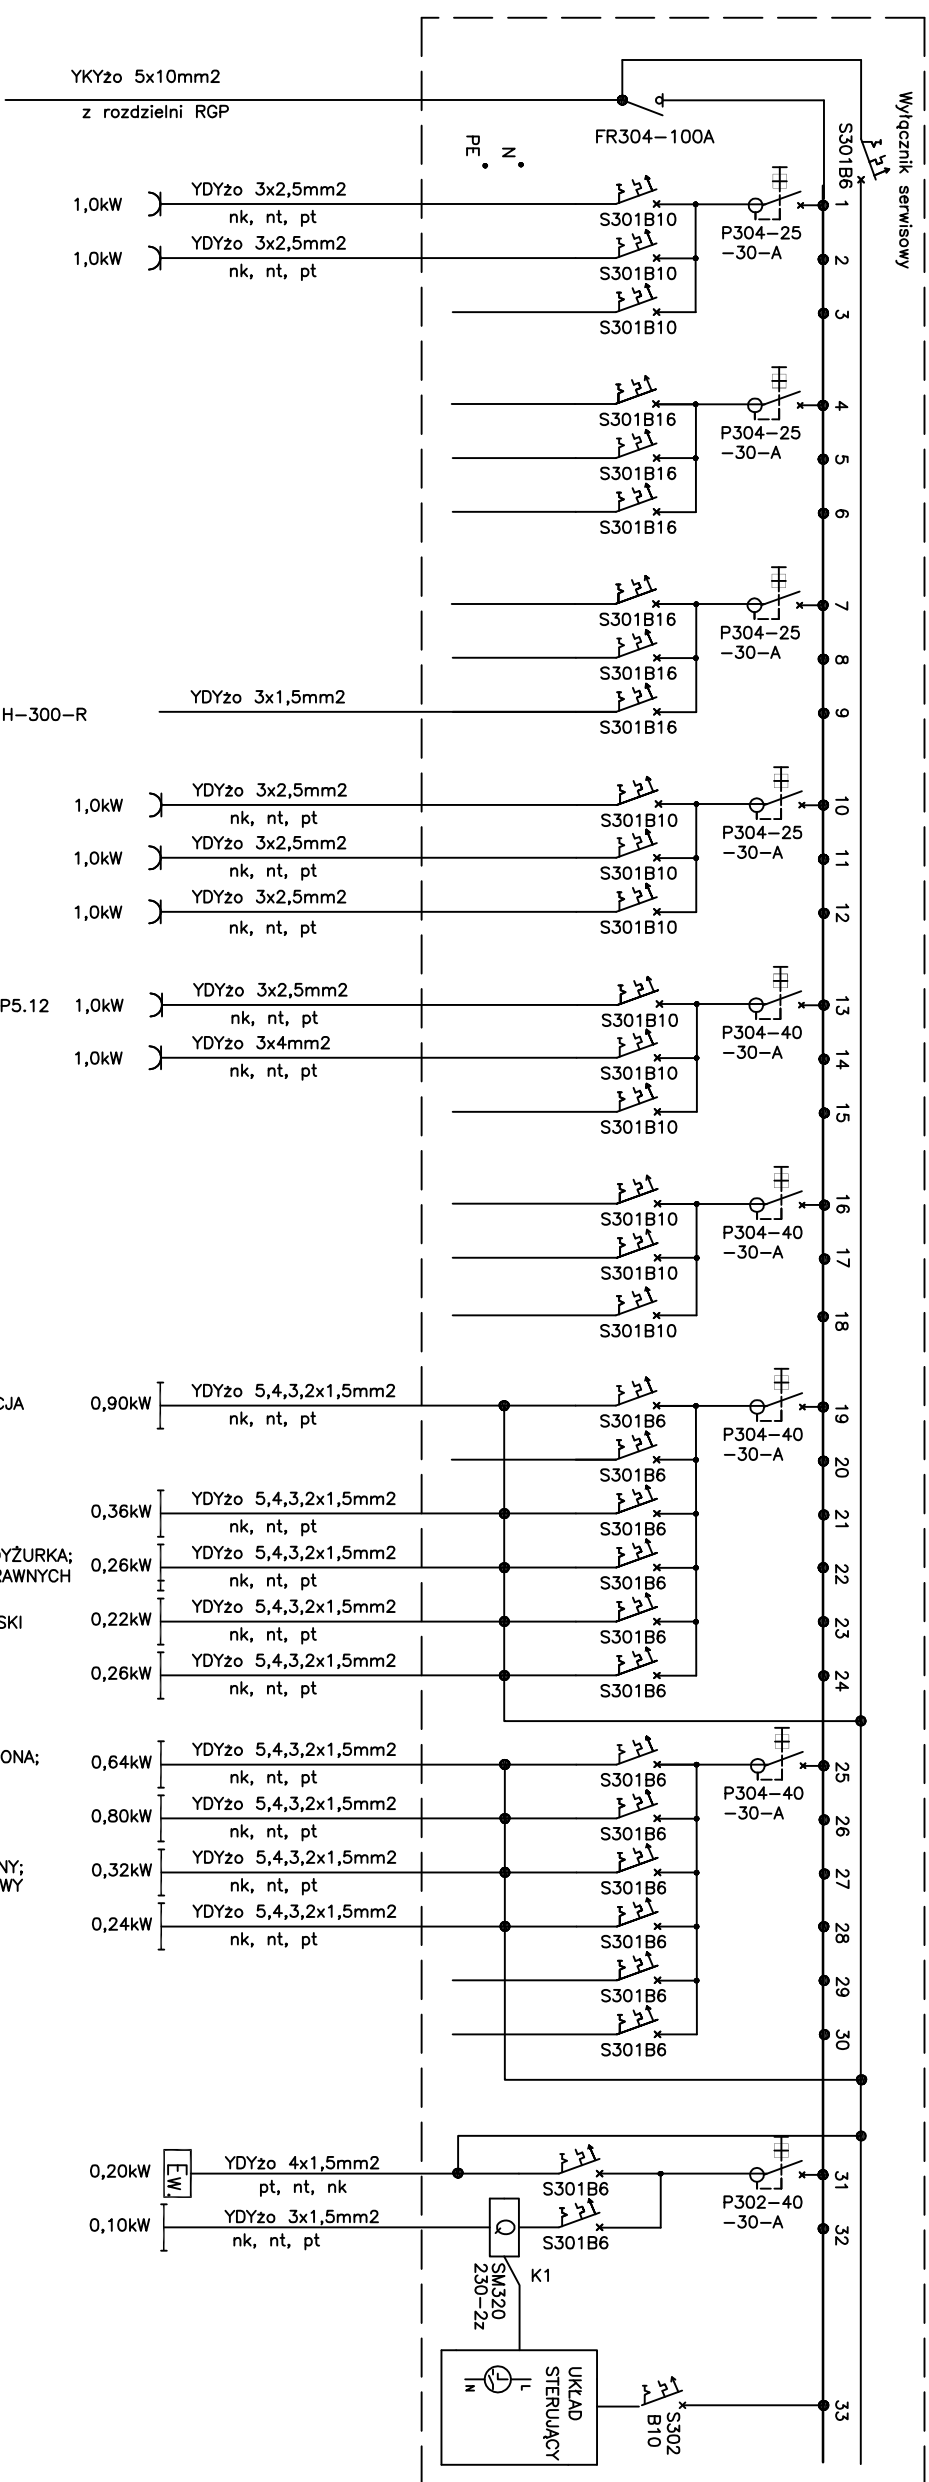 YKYżo 5x10mm2
z rozdzielni RGP
FR304-100A
Wyłącznik serwisowy
S301B6
PE
N
1,0kW
YDYżo 3x2,5mm2
nk, nt, pt
S301B10
P304-25
-30-A
1
1,0kW
YDYżo 3x2,5mm2
nk, nt, pt
S301B10
2
S301B10
3
S301B16
P304-25
-30-A
4
S301B16
5
S301B16
6
S301B16
P304-25
-30-A
7
S301B16
8
H-300-R
YDYżo 3x1,5mm2
S301B16
9
1,0kW
YDYżo 3x2,5mm2
nk, nt, pt
S301B10
P304-25
-30-A
10
1,0kW
YDYżo 3x2,5mm2
nk, nt, pt
S301B10
11
1,0kW
YDYżo 3x2,5mm2
nk, nt, pt
S301B10
12
P5.12
1,0kW
YDYżo 3x2,5mm2
nk, nt, pt
S301B10
P304-40
-30-A
13
1,0kW
YDYżo 3x4mm2
nk, nt, pt
S301B10
14
S301B10
15
S301B10
P304-40
-30-A
16
S301B10
17
S301B10
18
CJA
0,90kW
YDYżo 5,4,3,2x1,5mm2
nk, nt, pt
S301B6
P304-40
-30-A
19
S301B6
20
0,36kW
YDYżo 5,4,3,2x1,5mm2
nk, nt, pt
S301B6
21
DYŻURKA;
RAWNYCH
0,26kW
YDYżo 5,4,3,2x1,5mm2
nk, nt, pt
S301B6
22
SKI
0,22kW
YDYżo 5,4,3,2x1,5mm2
nk, nt, pt
S301B6
23
0,26kW
YDYżo 5,4,3,2x1,5mm2
nk, nt, pt
S301B6
24
ONA;
0,64kW
YDYżo 5,4,3,2x1,5mm2
nk, nt, pt
S301B6
P304-40
-30-A
25
0,80kW
YDYżo 5,4,3,2x1,5mm2
nk, nt, pt
S301B6
26
NY;
WY
0,32kW
YDYżo 5,4,3,2x1,5mm2
nk, nt, pt
S301B6
27
0,24kW
YDYżo 5,4,3,2x1,5mm2
nk, nt, pt
S301B6
28
S301B6
29
S301B6
30
0,20kW
EW.
YDYżo 4x1,5mm2
pt, nt, nk
S301B6
P302-40
-30-A
31
0,10kW
YDYżo 3x1,5mm2
nk, nt, pt
S301B6
32
SM320
230-2z
K1
UKŁAD
STERUJĄCY
L
N
S302
B10
33